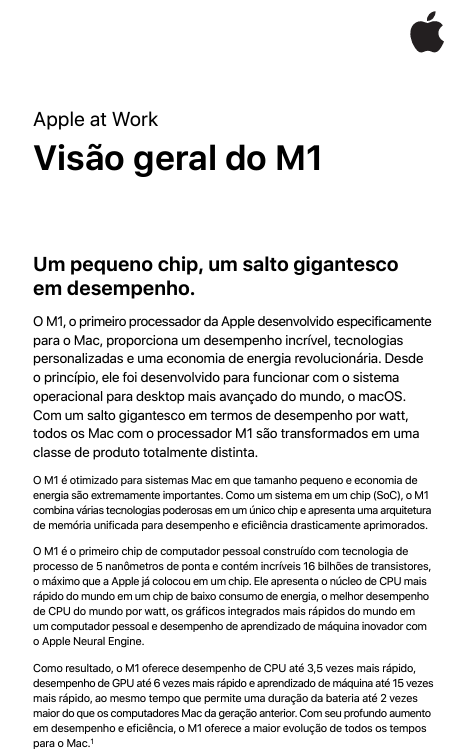 Apple at Work
Visão geral do M1
Um pequeno chip, um salto gigantesco
em desempenho.
O M1, o primeiro processador da Apple desenvolvido especificamente
para o Mac, proporciona um desempenho incrível, tecnologias
personalizadas e uma economia de energia revolucionária. Desde
o princípio, ele foi desenvolvido para funcionar com o sistema
operacional para desktop mais avançado do mundo, o macOS.
Com um salto gigantesco em termos de desempenho por watt,
todos os Mac com o processador M1 são transformados em uma
classe de produto totalmente distinta.
O M1 é otimizado para sistemas Mac em que tamanho pequeno e economia de
energia são extremamente importantes. Como um sistema em um chip (SoC), o M1
combina várias tecnologias poderosas em um único chip e apresenta uma arquitetura
de memória unificada para desempenho e eficiência drasticamente aprimorados.
O M1 é o primeiro chip de computador pessoal construído com tecnologia de
processo de 5 nanômetros de ponta e contém incríveis 16 bilhões de transistores,
o máximo que a Apple já colocou em um chip. Ele apresenta o núcleo de CPU mais
rápido do mundo em um chip de baixo consumo de energia, o melhor desempenho
de CPU do mundo por watt, os gráficos integrados mais rápidos do mundo em
um computador pessoal e desempenho de aprendizado de máquina inovador com
o Apple Neural Engine.
Como resultado, o M1 oferece desempenho de CPU até 3,5 vezes mais rápido,
desempenho de GPU até 6 vezes mais rápido e aprendizado de máquina até 15 vezes
mais rápido, ao mesmo tempo que permite uma duração da bateria até 2 vezes
maior do que os computadores Mac da geração anterior. Com seu profundo aumento
em desempenho e eficiência, o M1 oferece a maior evolução de todos os tempos
para o Mac.¹